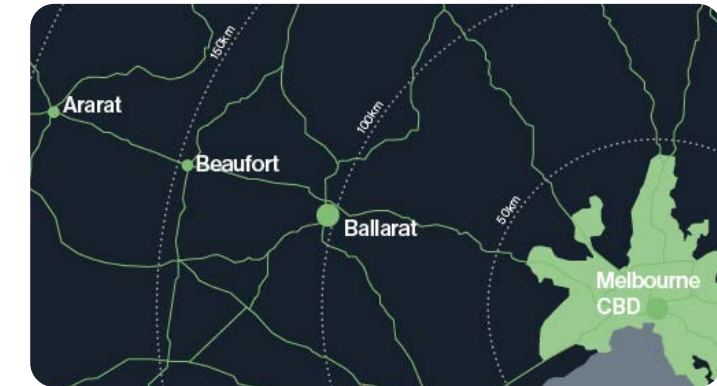 150km
Ararat
100km
Beaufort
50km
Ballarat
Melbourne
CBD